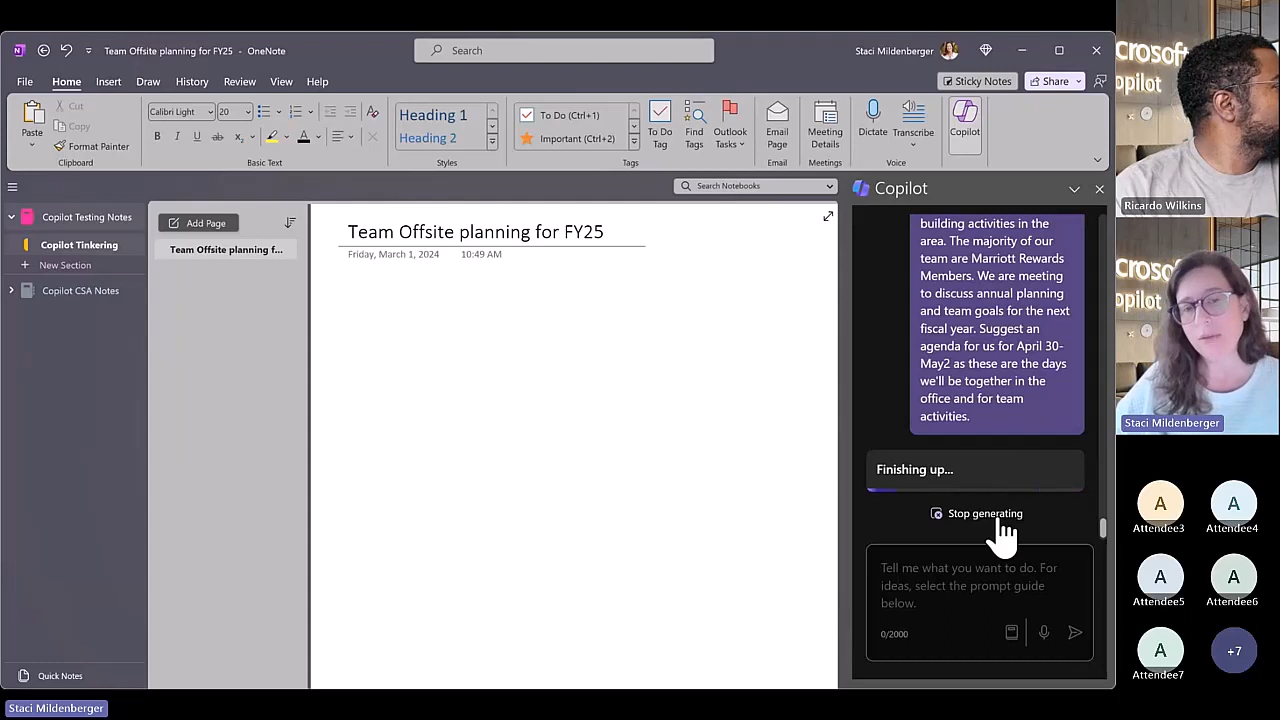 Team Offsite planning for FY25 - OneNote
Search
Staci Mildenberger
File Home Insert Draw History Review View Help
Sticky Notes
Share
Paste
Cut
Copy
Format Painter
Clipboard
Calibri Light 20
Basic Text
Heading 1
Heading 2
Styles
To Do (Ctrl+1)
Important (Ctrl+2)
Tags
To Do
Tag
Find
Tags
Outlook
Tasks
Email
Page
Email
Meeting
Details
Meetings
Dictate
Transcribe
Voice
Copilot
Search Notebooks
Copilot Testing Notes
Copilot Tinkering
New Section
Copilot CSA Notes
Quick Notes
Add Page
Team Offsite planning f...
Team Offsite planning for FY25
Friday, March 1, 2024 10:49 AM
Copilot
building activities in the
area. The majority of our
team are Marriott Rewards
Members. We are meeting
to discuss annual planning
and team goals for the next
fiscal year. Suggest an
agenda for us for April 30-
May2 as these are the days
we'll be together in the
office and for team
activities.
Finishing up...
Stop generating
Tell me what you want to do. For
ideas, select the prompt guide
below.
0/2000
crosoft
opilot
Ricardo Wilkins
crosof
opilot
Staci Mildenberger
A
Attendee3
A
Attendee4
A
Attendee5
A
Attendee6
A
Attendee7
+7
Staci Mildenberger